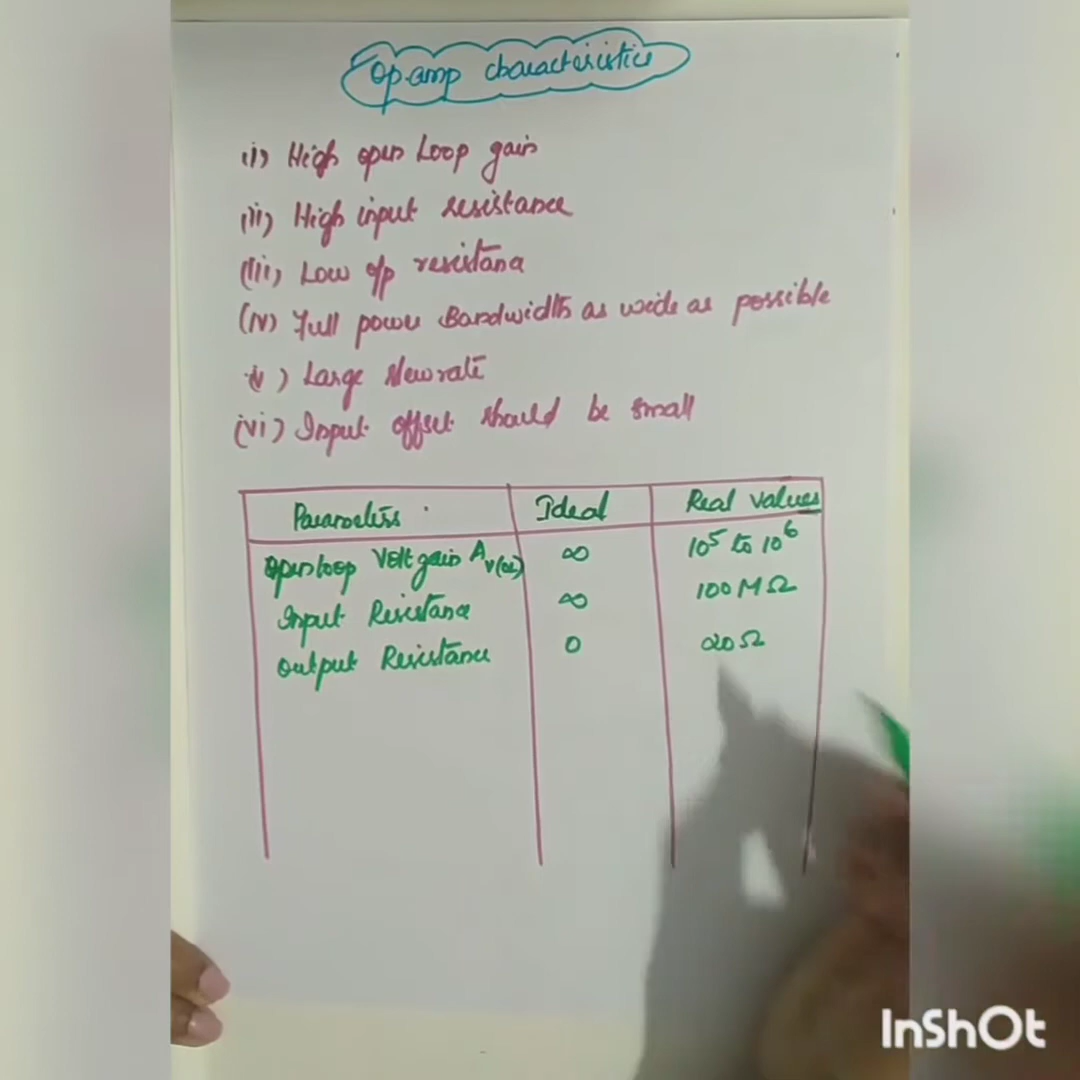 Op-amp characteristics
(i) High open Loop gain
(ii) High input resistance
(iii) Low o/p resistance
(iv) Full power Bandwidth as wide as possible
v) Large slew rate
(vi) Input offset should be small
Parameters Ideal Real values
Open loop Volt gain Av(OL) ∞ 10⁵ to 10⁶
Input Resistance ∞ 100 MΩ
Output Resistance 0 20Ω
InShOt